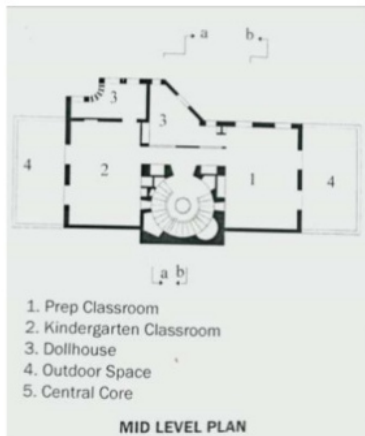 a b
3
3
4 2 1 4
a b
1. Prep Classroom
2. Kindergarten Classroom
3. Dollhouse
4. Outdoor Space
5. Central Core
MID LEVEL PLAN